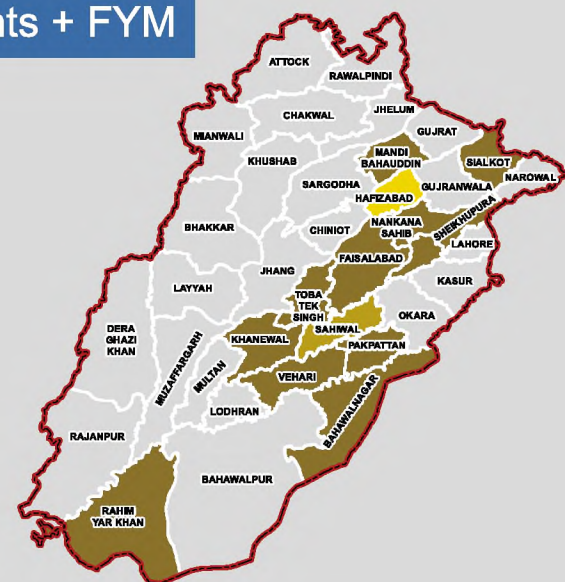 nts + FYM
ATTOCK
RAWALPINDI
CHAKWAL
JHELUM
MIANWALI
GUJRAT
MANDI
BAHAUDDIN
SIALKOT
KHUSHAB
NAROWAL
SARGODHA
GUJRANWALA
HAFIZABAD
SHEIKHUPURA
NANKANA
SAHIB
BHAKKAR
CHINIOT
LAHORE
FAISALABAD
JHANG
KASUR
LAYYAH
TOBA
TEK
SINGH
OKARA
SAHIWAL
DERA
GHAZI
KHAN
KHANEWAL
PAKPATTAN
MUZAFFARGARH
MULTAN
VEHARI
LODHRAN
BAHAWALNAGAR
RAJANPUR
BAHAWALPUR
RAHIM
YAR KHAN